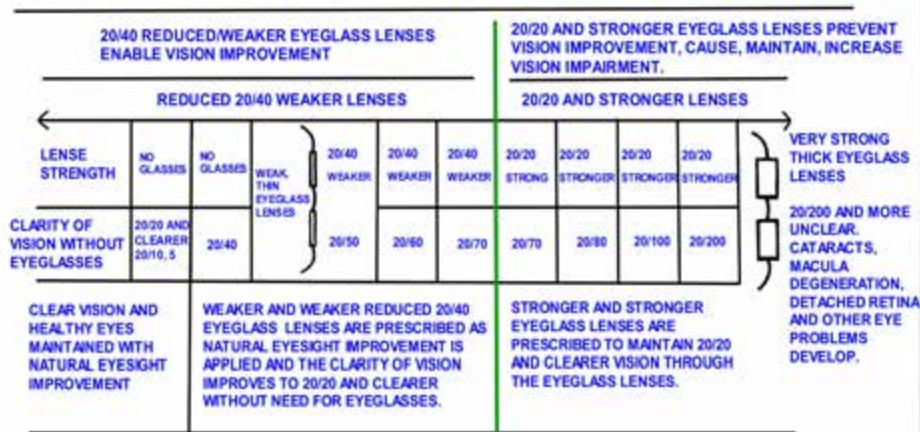 20/40 REDUCED/WEAKER EYEGLASS LENSES
ENABLE VISION IMPROVEMENT
20/20 AND STRONGER EYEGLASS LENSES PREVENT
VISION IMPROVEMENT, CAUSE, MAINTAIN, INCREASE
VISION IMPAIRMENT.
REDUCED 20/40 WEAKER LENSES
20/20 AND STRONGER LENSES
LENSE
STRENGTH
NO
GLASSES
NO
GLASSES
WEAK,
THIN
EYEGLASS
LENSES
20/40
WEAKER
20/40
WEAKER
20/40
WEAKER
20/20
STRONG
20/20
STRONGER
20/20
STRONGER
20/20
STRONGER
VERY STRONG
THICK EYEGLASS
LENSES
CLARITY OF
VISION WITHOUT
EYEGLASSES
20/20 AND
CLEARER
20/10, 5
20/40
20/50
20/60
20/70
20/70
20/80
20/100
20/200
20/200 AND MORE
UNCLEAR.
CATARACTS,
MACULA
DEGENERATION,
DETACHED RETINA
AND OTHER EYE
PROBLEMS
DEVELOP.
CLEAR VISION AND
HEALTHY EYES
MAINTAINED WITH
NATURAL EYESIGHT
IMPROVEMENT
WEAKER AND WEAKER REDUCED 20/40
EYEGLASS LENSES ARE PRESCRIBED AS
NATURAL EYESIGHT IMPROVEMENT IS
APPLIED AND THE CLARITY OF VISION
IMPROVES TO 20/20 AND CLEARER
WITHOUT NEED FOR EYEGLASSES.
STRONGER AND STRONGER
EYEGLASS LENSES ARE
PRESCRIBED TO MAINTAIN 20/20
AND CLEARER VISION THROUGH
THE EYEGLASS LENSES.